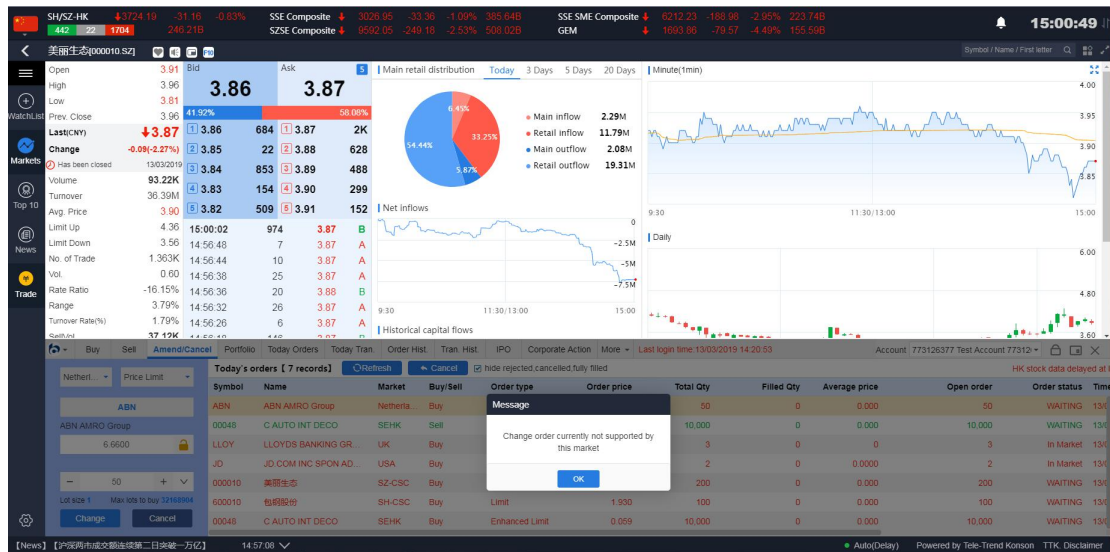 SH/SZ-HK 3724.19 -31.16 -0.83% SSE Composite 3026.95 -33.36 -1.09% 385.64B SSE SME Composite 6212.23 -188.98 -2.95% 223.74B
442 22 1704 246.21B SZSE Composite 9592.05 -249.18 -2.53% 508.02B GEM 1693.86 -79.57 -4.49% 155.59B
15:00:49
美丽生态[000010.SZ] F10
Symbol / Name / First letter
WatchList
Markets
Top 10
News
Trade
Open 3.91
High 3.96
Low 3.81
Prev. Close 3.96
Last(CNY) 3.87
Change -0.09(-2.27%)
Has been closed 13/03/2019
Volume 93.22K
Turnover 36.39M
Avg. Price 3.90
Limit Up 4.36
Limit Down 3.56
No. of Trade 1.363K
Vol. 0.60
Rate Ratio -16.15%
Range 3.79%
Turnover Rate(%) 1.79%
Sell/Vol 37.12K
Bid Ask 5
3.86 3.87
41.92% 58.08%
1 3.86 684 1 3.87 2K
2 3.85 22 2 3.88 628
3 3.84 853 3 3.89 488
4 3.83 154 4 3.90 299
5 3.82 509 5 3.91 152
15:00:02 974 3.87 B
14:56:48 7 3.87 A
14:56:44 10 3.87 A
14:56:38 25 3.87 A
14:56:36 20 3.88 B
14:56:32 26 3.87 A
14:56:26 6 3.87 A
Main retail distribution Today 3 Days 5 Days 20 Days
6.45%
33.25%
54.44%
5.87%
Main inflow 2.29M
Retail inflow 11.79M
Main outflow 2.08M
Retail outflow 19.31M
Net inflows
0
-2.5M
-5M
-7.5M
9:30 11:30/13:00 15:00
Historical capital flows
Minute(1min)
4.00
3.95
3.90
3.85
9:30 11:30/13:00 15:00
Daily
6.00
4.80
3.60
Buy Sell Amend/Cancel Portfolio Today Orders Today Tran. Order Hist. Tran. Hist. IPO Corporate Action More Last login time:13/03/2019 14:20:53 Account 773126377 Test Account 77312
Netherl... Price Limit
ABN
ABN AMRO Group
6.6600
50
Lot size 1 Max lots to buy 32168904
Change Cancel
Today's orders【 7 records】 Refresh Cancel hide rejected,cancelled,fully filled HK stock data delayed at l
Symbol Name Market Buy/Sell Order type Order price Total Qty Filled Qty Average price Open order Order status Time
ABN ABN AMRO Group Netherla... Buy 50 0 0.000 50 WAITING 13/0
00048 C AUTO INT DECO SEHK Sell 10,000 0 0.000 10,000 WAITING 13/0
LLOY LLOYDS BANKING GR... UK Buy 3 0 0 3 In Market 13/0
JD JD COM INC SPON AD... USA Buy 2 0 0.0000 2 In Market 13/0
000010 美丽生态 SZ-CSC Buy 200 0 0.000 200 WAITING 13/0
600010 包钢股份 SH-CSC Buy Limit 1.930 100 0 0.000 100 WAITING 13/0
00048 C AUTO INT DECO SEHK Buy Enhanced Limit 0.059 10,000 0 0.000 10,000 WAITING 13/0
Message
Change order currently not supported by
this market
OK
【News】【沪深两市成交额连续第二日突破一万亿】 14:57:08 Auto(Delay) Powered by Tele-Trend Konson TTK. Disclaimer